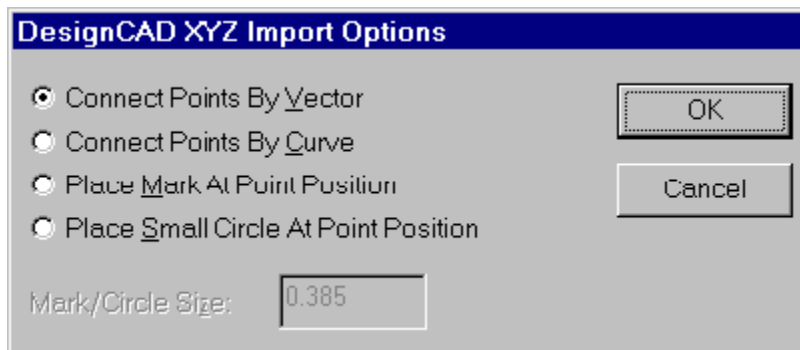 DesignCAD XYZ Import Options
Connect Points By Vector
Connect Points By Curve
Place Mark At Point Position
Place Small Circle At Point Position
OK
Cancel
Mark/Circle Size:
0.385